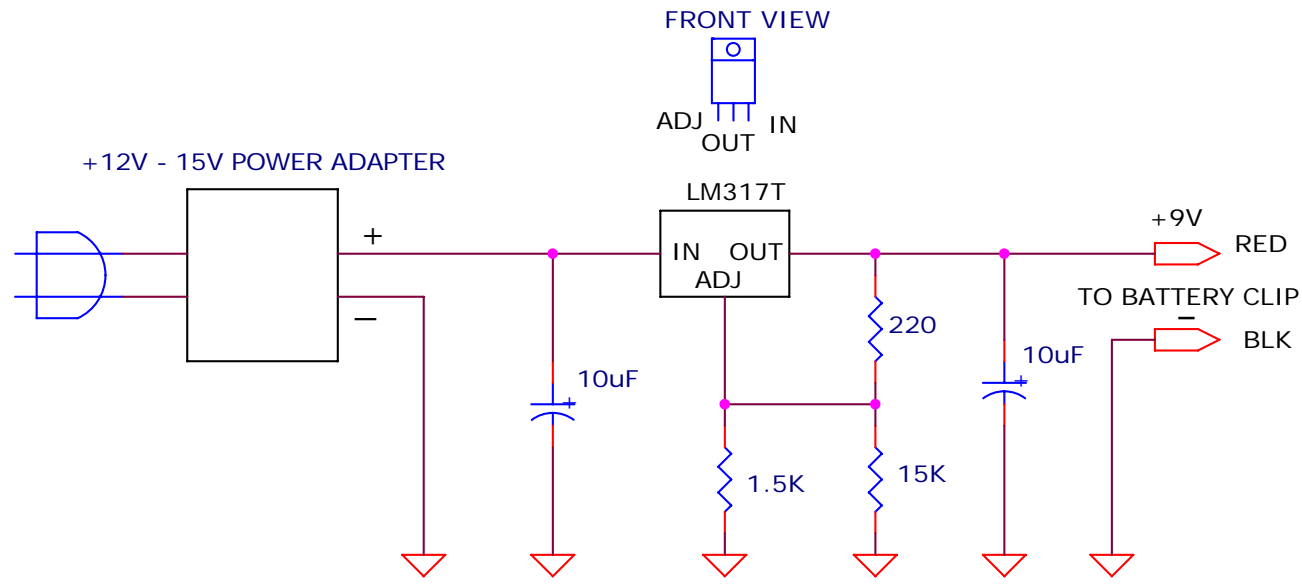 FRONT VIEW
ADJ
OUT
IN
+12V - 15V POWER ADAPTER
LM317T
+
IN OUT
ADJ
+9V
RED
TO BATTERY CLIP
−
BLK
−
220
10uF
+
10uF
+
1.5K
15K